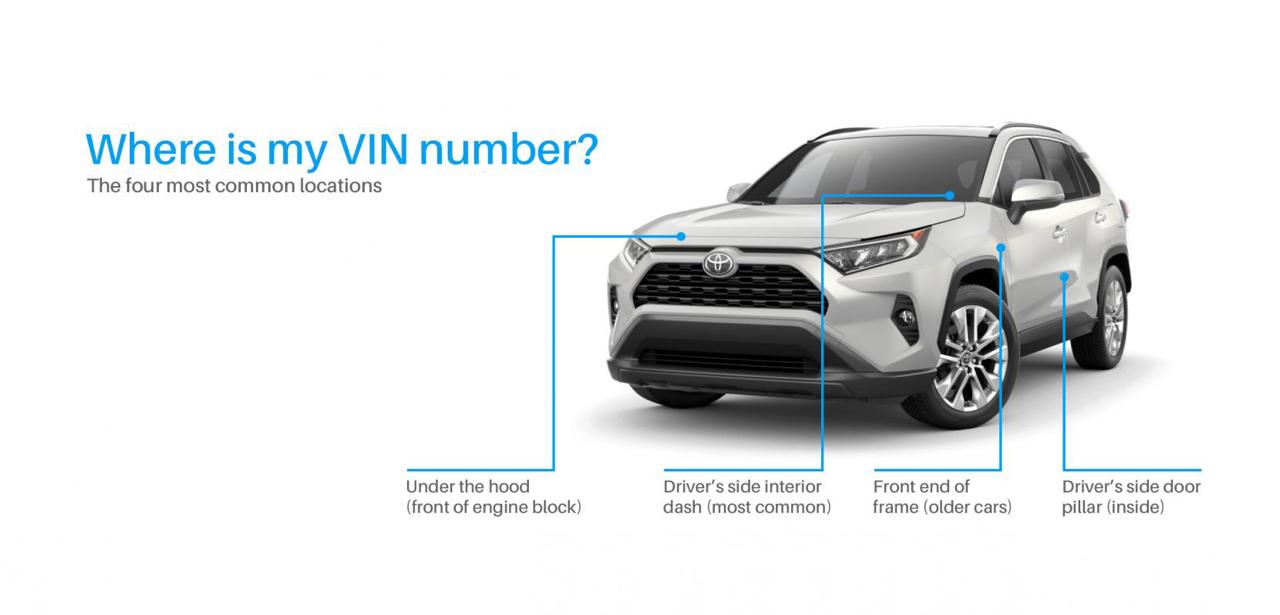 Where is my VIN number?
The four most common locations
Under the hood
(front of engine block)
Driver’s side interior
dash (most common)
Front end of
frame (older cars)
Driver’s side door
pillar (inside)